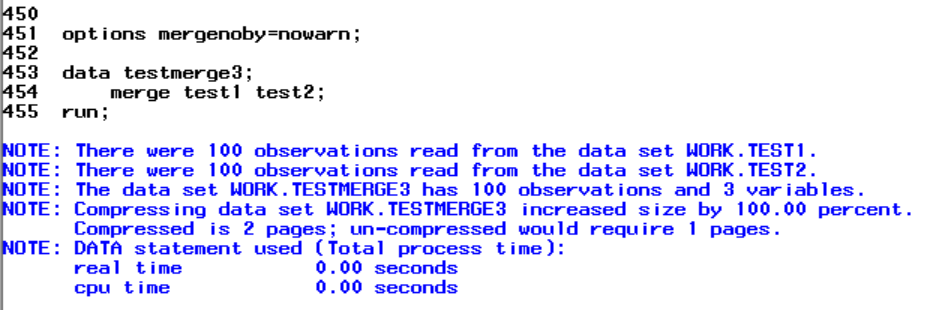 450
451  options mergenoby=nowarn;
452
453  data testmerge3;
454      merge test1 test2;
455  run;
NOTE: There were 100 observations read from the data set WORK.TEST1.
NOTE: There were 100 observations read from the data set WORK.TEST2.
NOTE: The data set WORK.TESTMERGE3 has 100 observations and 3 variables.
NOTE: Compressing data set WORK.TESTMERGE3 increased size by 100.00 percent.
      Compressed is 2 pages; un-compressed would require 1 pages.
NOTE: DATA statement used (Total process time):
      real time           0.00 seconds
      cpu time            0.00 seconds